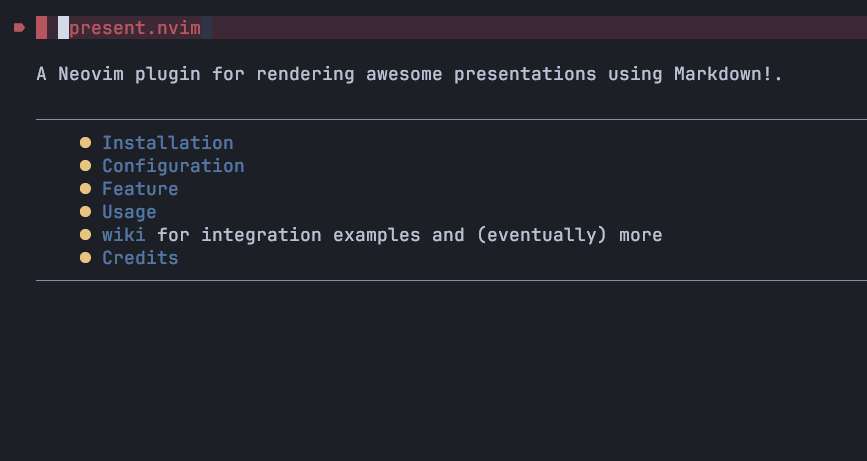 present.nvim
A Neovim plugin for rendering awesome presentations using Markdown!.
Installation
Configuration
Feature
Usage
wiki for integration examples and (eventually) more
Credits